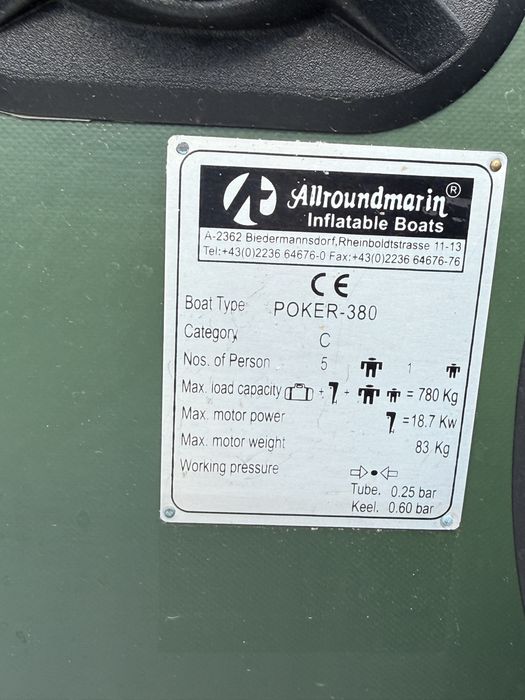 Allroundmarin ®
Inflatable Boats
A-2362 Biedermannsdorf,Rheinboldtstrasse 11-13
Tel:+43(0)2236 64676-0 Fax:+43(0)2236 64676-76
CE
Boat Type POKER-380
Category C
Nos. of Person 5 1
Max. load capacity + + = 780 Kg
Max. motor power =18.7 Kw
Max. motor weight 83 Kg
Working pressure
Tube. 0.25 bar
Keel. 0.60 bar